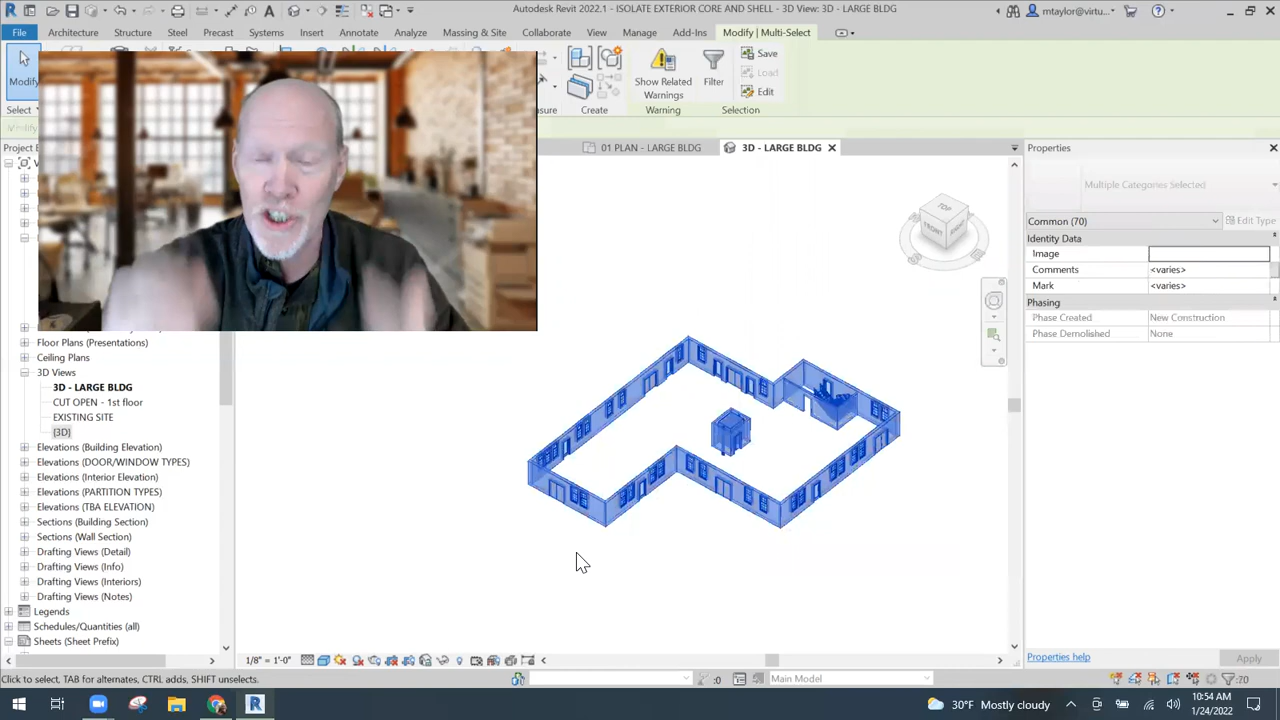 Autodesk Revit 2022.1 - ISOLATE EXTERIOR CORE AND SHELL - 3D View: 3D - LARGE BLDG
mtaylor@virtu...
File Architecture Structure Steel Precast Systems Insert Annotate Analyze Massing & Site Collaborate View Manage Add-Ins Modify | Multi-Select
Modify
Show Related
Warnings
Filter
Save
Load
Edit
Select
Create
Warning
Selection
01 PLAN - LARGE BLDG
3D - LARGE BLDG
Properties
Multiple Categories Selected
Common (70)
Edit Type
Identity Data
Image
Comments <varies>
Mark <varies>
Phasing
Phase Created New Construction
Phase Demolished None
TOP
FRONT
Floor Plans (Presentations)
Ceiling Plans
3D Views
3D - LARGE BLDG
CUT OPEN - 1st floor
EXISTING SITE
{3D}
Elevations (Building Elevation)
Elevations (DOOR/WINDOW TYPES)
Elevations (Interior Elevation)
Elevations (PARTITION TYPES)
Elevations (TBA ELEVATION)
Sections (Building Section)
Sections (Wall Section)
Drafting Views (Detail)
Drafting Views (Info)
Drafting Views (Interiors)
Drafting Views (Notes)
Legends
Schedules/Quantities (all)
Sheets (Sheet Prefix)
1/8" = 1'-0"
Properties help
Apply
Click to select, TAB for alternates, CTRL adds, SHIFT unselects.
:0
Main Model
:70
30°F Mostly cloudy
10:54 AM
1/24/2022